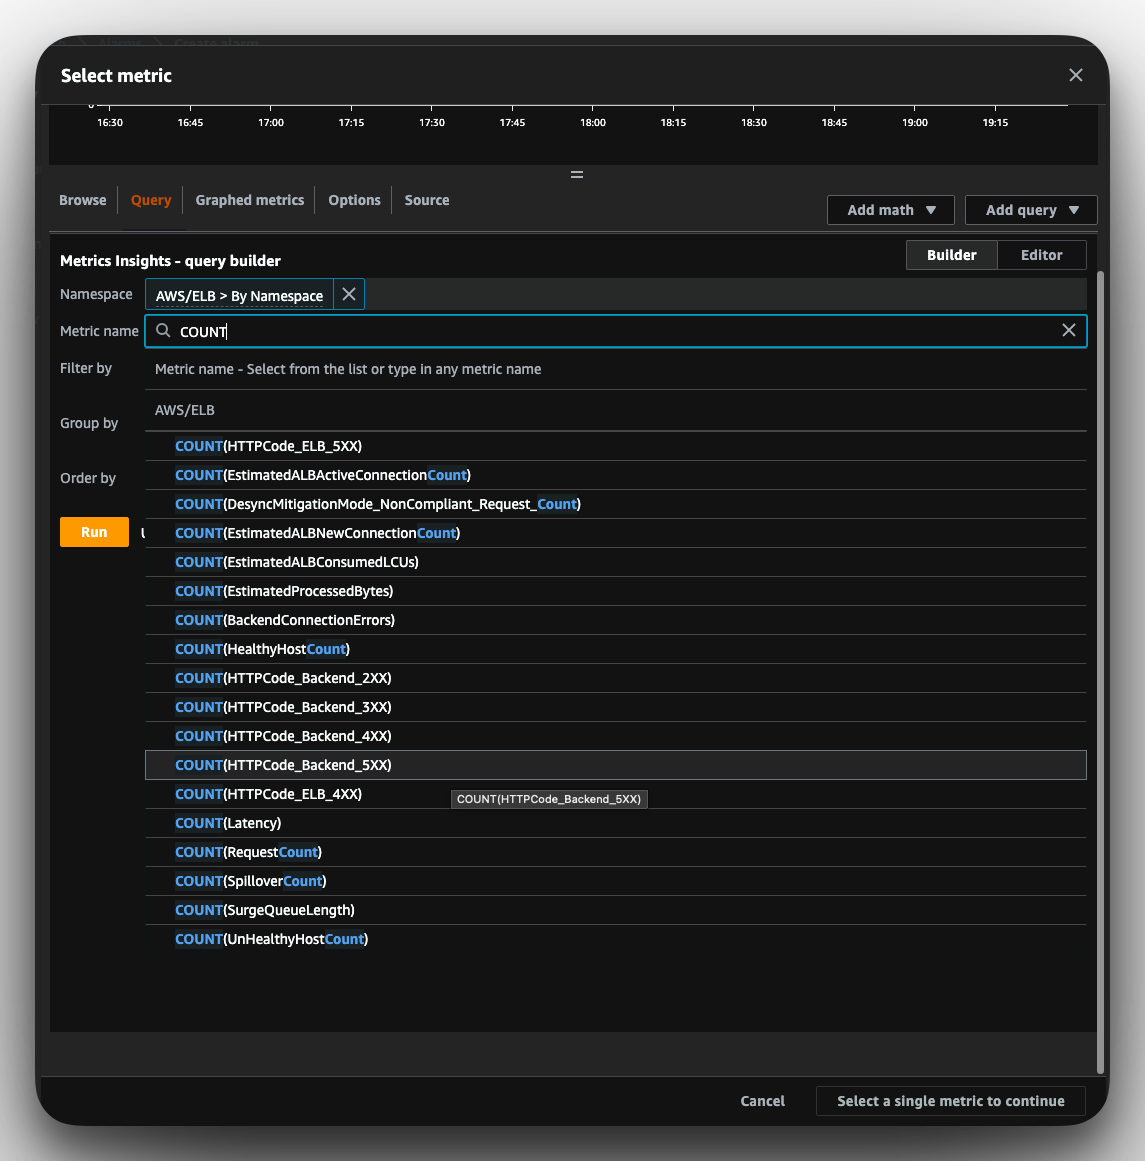 Alarms > Create alarm
Select metric
0
16:30 16:45 17:00 17:15 17:30 17:45 18:00 18:15 18:30 18:45 19:00 19:15
Browse Query Graphed metrics Options Source
Add math ▼ Add query ▼
Metrics Insights - query builder
Builder Editor
Namespace AWS/ELB > By Namespace
Metric name COUNT
Filter by
Metric name - Select from the list or type in any metric name
AWS/ELB
Group by
COUNT(HTTPCode_ELB_5XX)
COUNT(EstimatedALBActiveConnectionCount)
Order by
COUNT(DesyncMitigationMode_NonCompliant_Request_Count)
Run
COUNT(EstimatedALBNewConnectionCount)
COUNT(EstimatedALBConsumedLCUs)
COUNT(EstimatedProcessedBytes)
COUNT(BackendConnectionErrors)
COUNT(HealthyHostCount)
COUNT(HTTPCode_Backend_2XX)
COUNT(HTTPCode_Backend_3XX)
COUNT(HTTPCode_Backend_4XX)
COUNT(HTTPCode_Backend_5XX)
COUNT(HTTPCode_ELB_4XX)
COUNT(HTTPCode_Backend_5XX)
COUNT(Latency)
COUNT(RequestCount)
COUNT(SpilloverCount)
COUNT(SurgeQueueLength)
COUNT(UnHealthyHostCount)
Cancel Select a single metric to continue